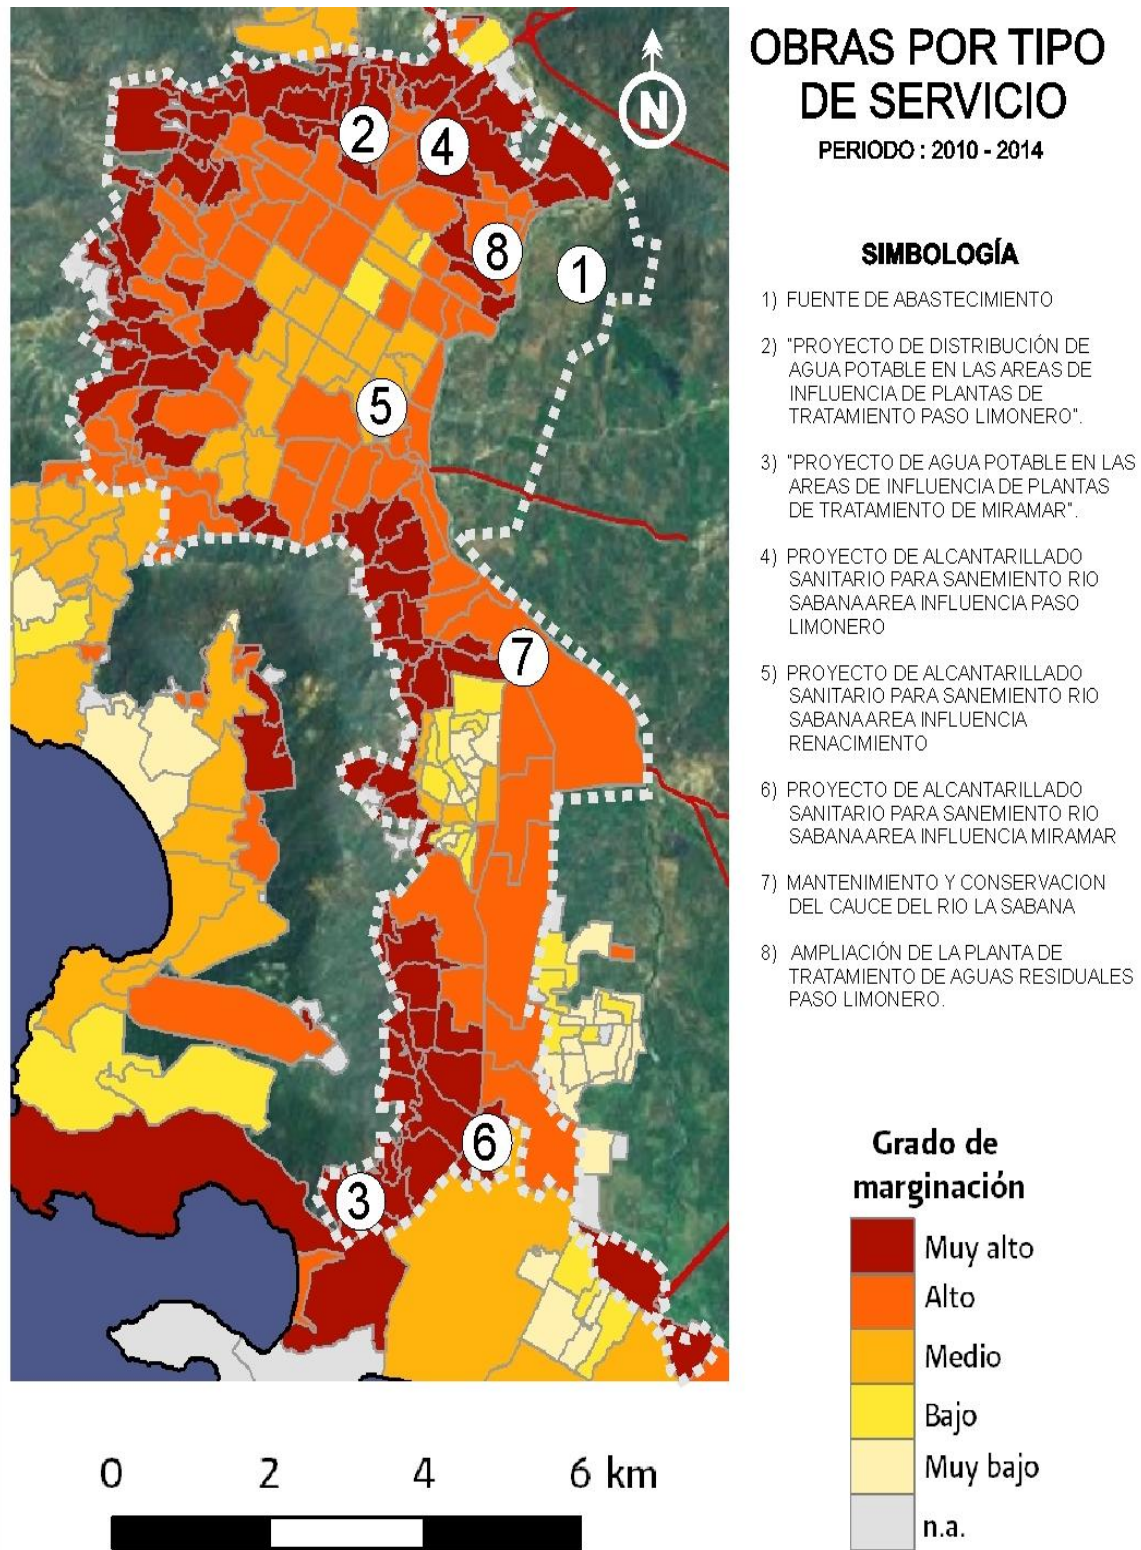 OBRAS POR TIPO
DE SERVICIO
PERIODO : 2010 - 2014
N
SIMBOLOGÍA
1) FUENTE DE ABASTECIMIENTO
2) "PROYECTO DE DISTRIBUCIÓN DE
AGUA POTABLE EN LAS AREAS DE
INFLUENCIA DE PLANTAS DE
TRATAMIENTO PASO LIMONERO".
3) "PROYECTO DE AGUA POTABLE EN LAS
AREAS DE INFLUENCIA DE PLANTAS
DE TRATAMIENTO DE MIRAMAR".
4) PROYECTO DE ALCANTARILLADO
SANITARIO PARA SANEMIENTO RIO
SABANA AREA INFLUENCIA PASO
LIMONERO
5) PROYECTO DE ALCANTARILLADO
SANITARIO PARA SANEMIENTO RIO
SABANA AREA INFLUENCIA
RENACIMIENTO
6) PROYECTO DE ALCANTARILLADO
SANITARIO PARA SANEMIENTO RIO
SABANA AREA INFLUENCIA MIRAMAR
7) MANTENIMIENTO Y CONSERVACION
DEL CAUCE DEL RIO LA SABANA
8) AMPLIACIÓN DE LA PLANTA DE
TRATAMIENTO DE AGUAS RESIDUALES
PASO LIMONERO.
2
4
8
1
5
7
6
3
Grado de
marginación
Muy alto
Alto
Medio
Bajo
Muy bajo
n.a.
0 2 4 6 km